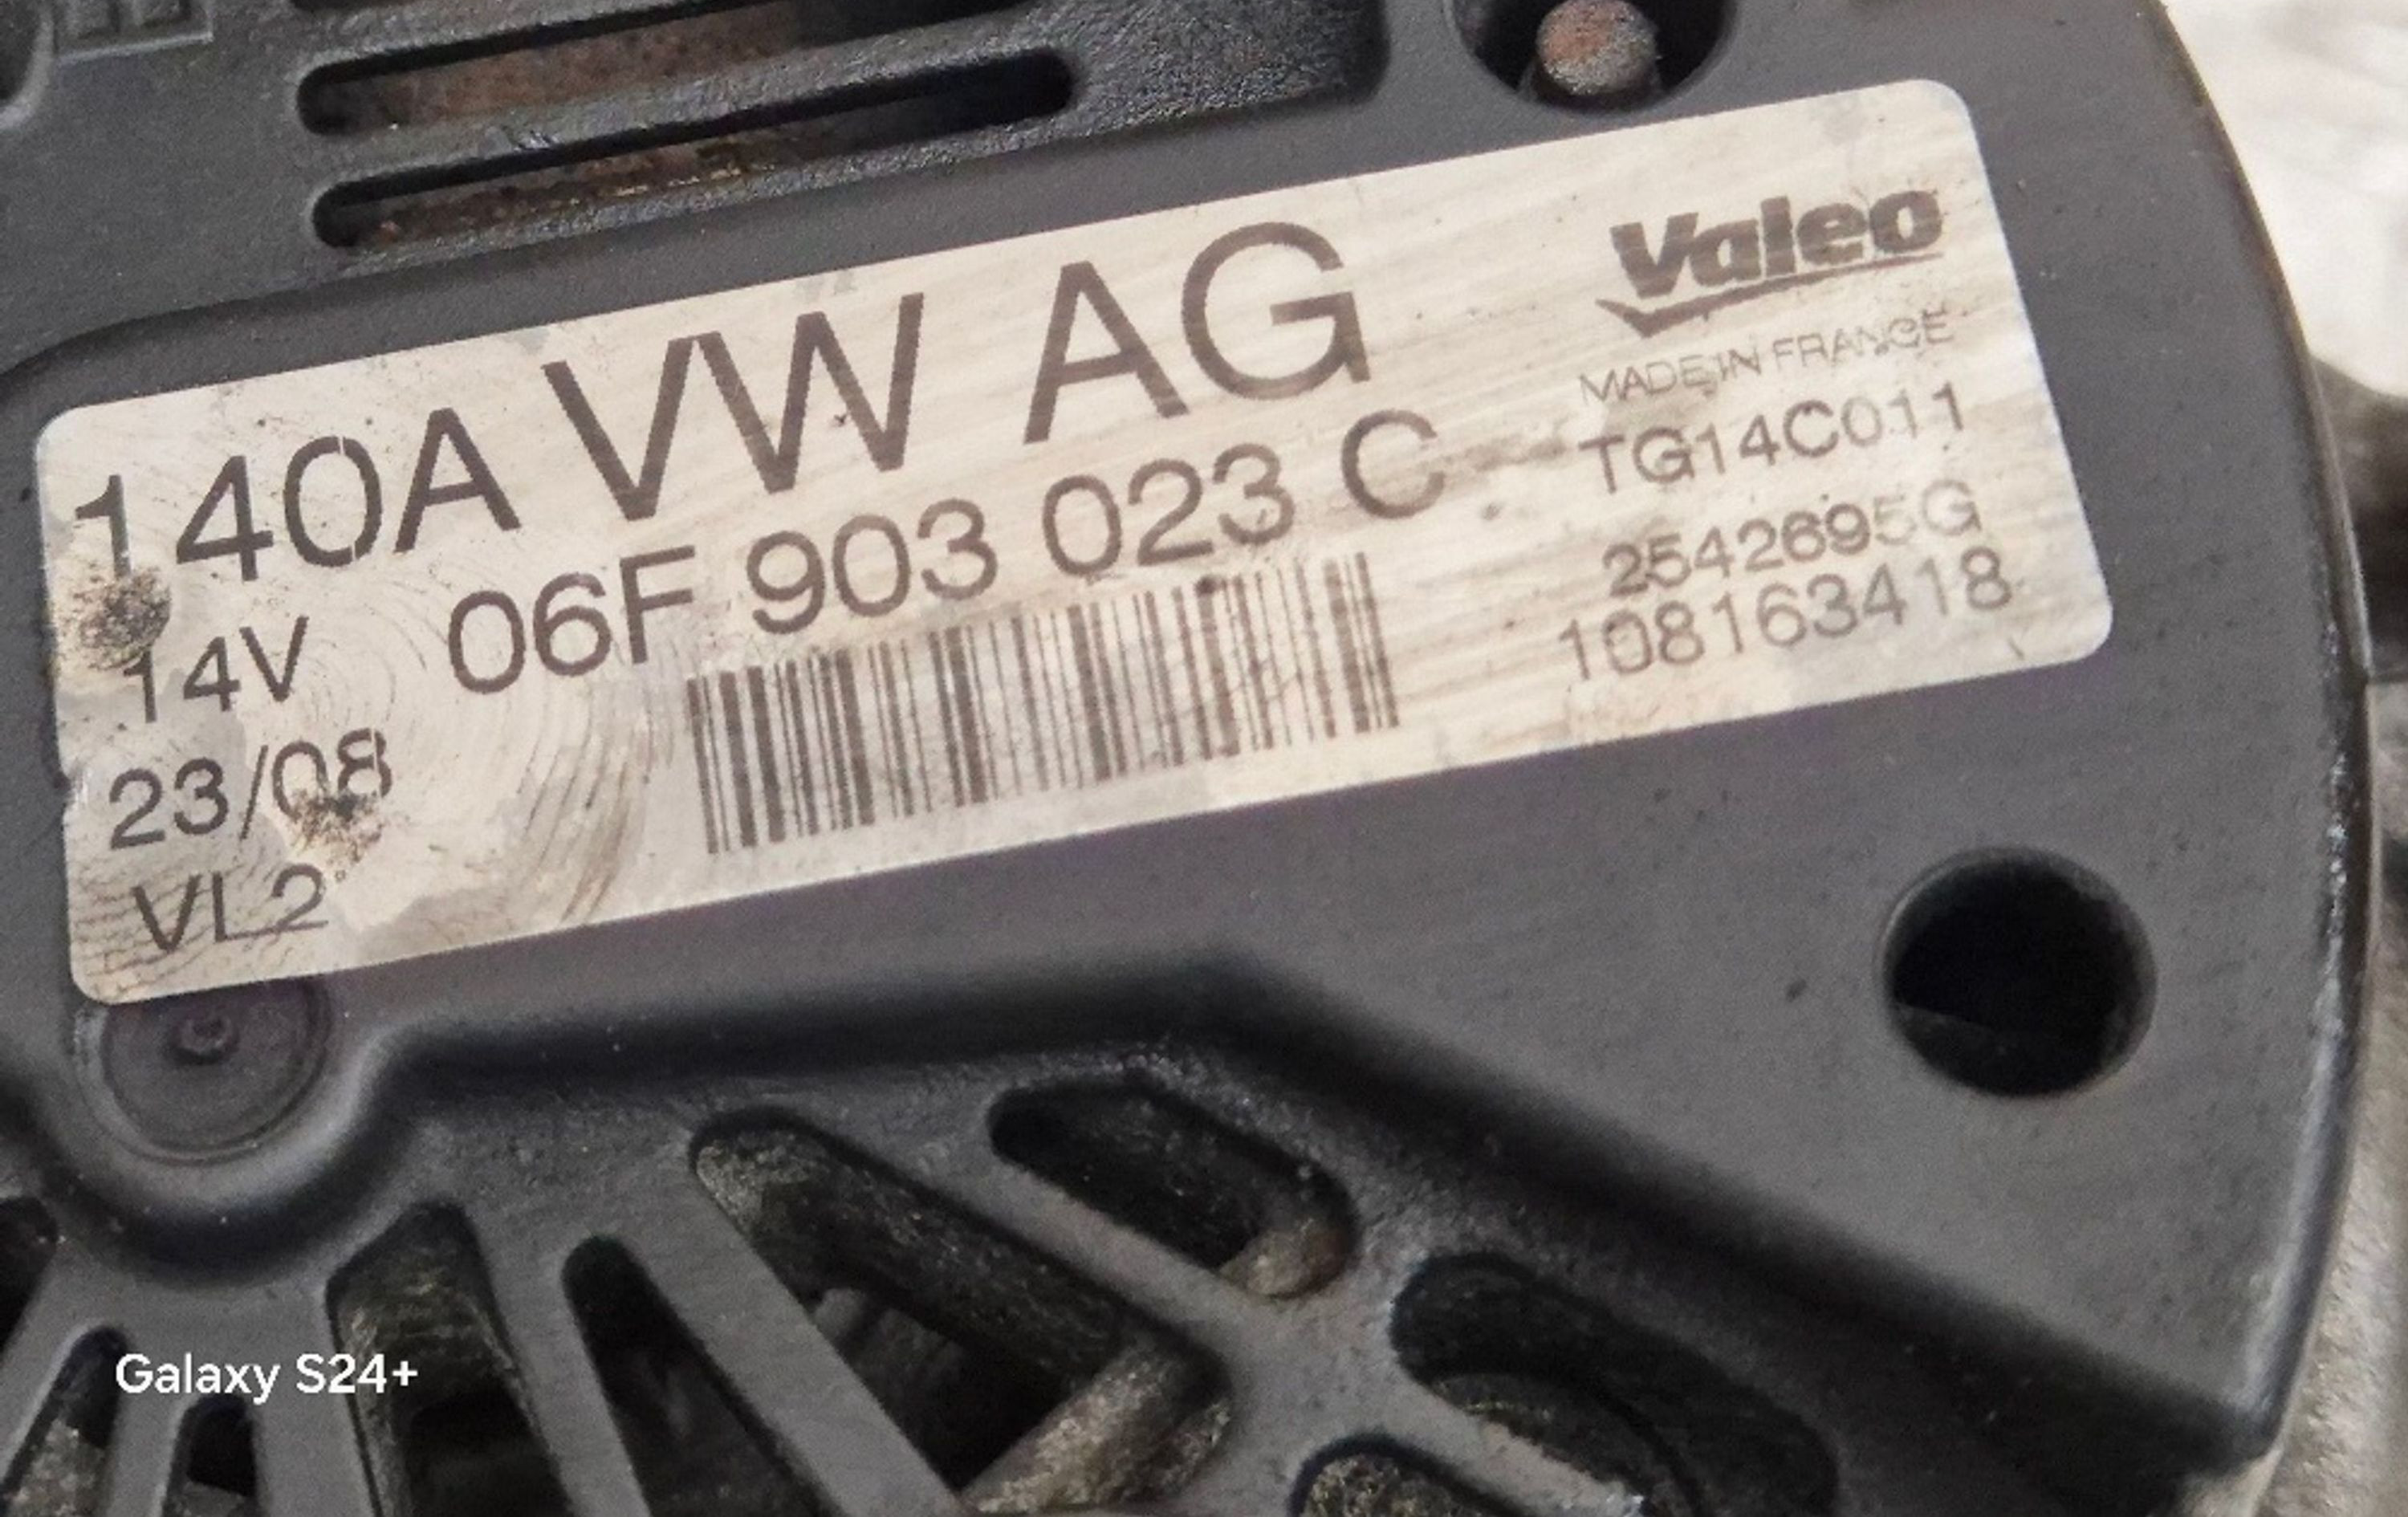 140A VW AG
06F 903 023 C
14V
23/08
VL2
Valeo
MADE IN FRANCE
TG14C011
2542695G
108163418
Galaxy S24+